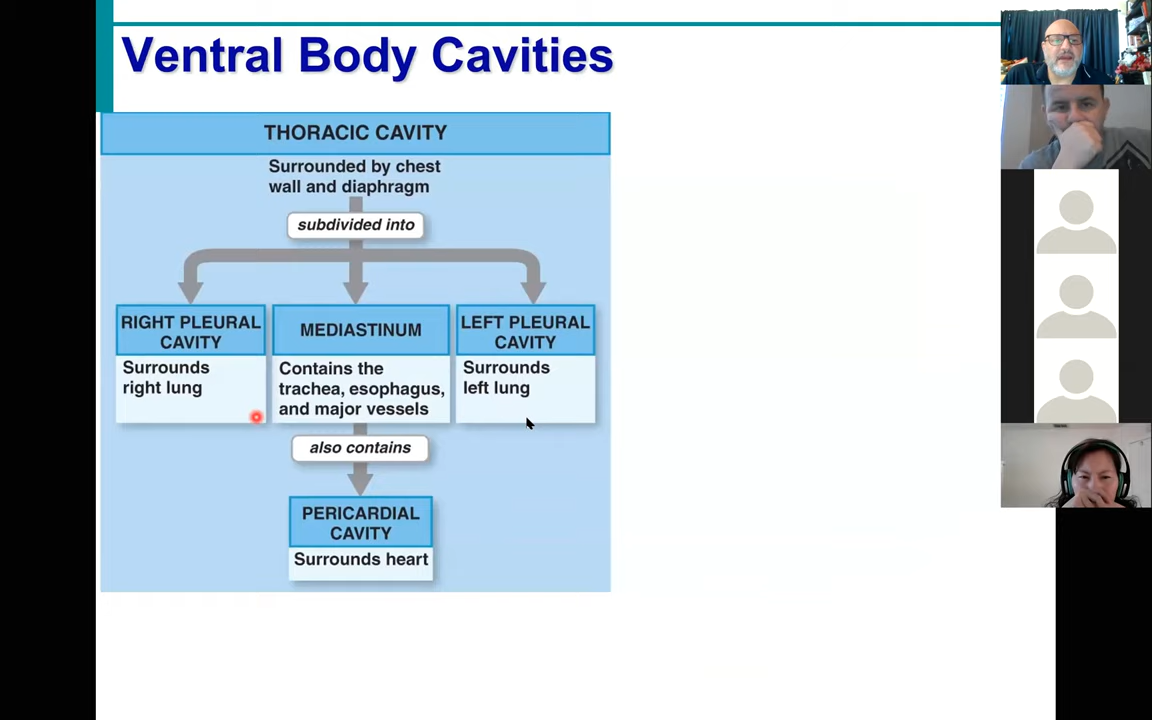 Ventral Body Cavities
THORACIC CAVITY
Surrounded by chest
wall and diaphragm
subdivided into
RIGHT PLEURAL
CAVITY
Surrounds
right lung
MEDIASTINUM
Contains the
trachea, esophagus,
and major vessels
LEFT PLEURAL
CAVITY
Surrounds
left lung
also contains
PERICARDIAL
CAVITY
Surrounds heart